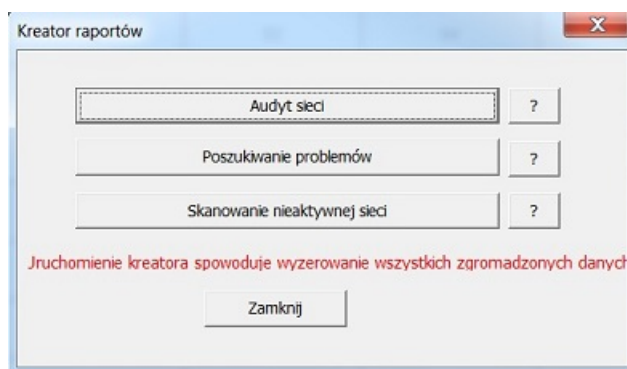 Kreator raportów
X
Audyt sieci ?
Poszukiwanie problemów ?
Skanowanie nieaktywnej sieci ?
Jruchomienie kreatora spowoduje wyzerowanie wszystkich zgromadzonych danych
Zamknij